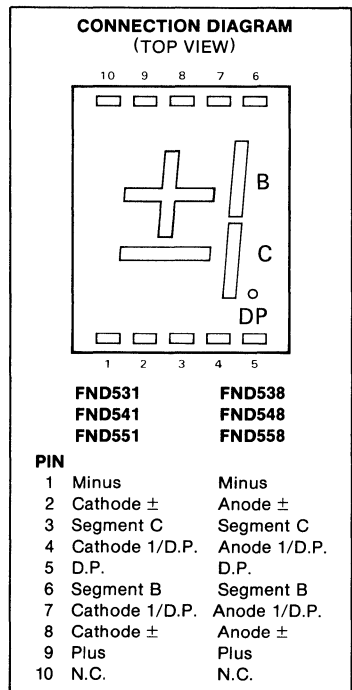 CONNECTION DIAGRAM
(TOP VIEW)
10 9 8 7 6
B
C
DP
1 2 3 4 5
FND531 FND538
FND541 FND548
FND551 FND558
PIN
1 Minus Minus
2 Cathode ± Anode ±
3 Segment C Segment C
4 Cathode 1/D.P. Anode 1/D.P.
5 D.P. D.P.
6 Segment B Segment B
7 Cathode 1/D.P. Anode 1/D.P.
8 Cathode ± Anode ±
9 Plus Plus
10 N.C. N.C.